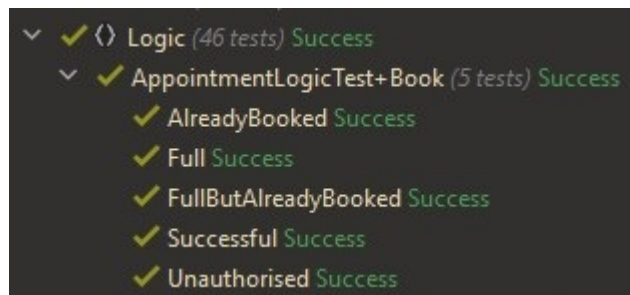 Logic (46 tests) Success
AppointmentLogicTest+Book (5 tests) Success
AlreadyBooked Success
Full Success
FullButAlreadyBooked Success
Successful Success
Unauthorised Success